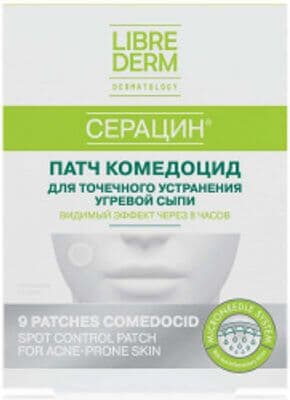 LIBRE
DERM
DERMATOLOGY
СЕРАЦИН®
ПАТЧ КОМЕДОЦИД
ДЛЯ ТОЧЕЧНОГО УСТРАНЕНИЯ
УГРЕВОЙ СЫПИ
ВИДИМЫЙ ЭФФЕКТ ЧЕРЕЗ 8 ЧАСОВ
9 PATCHES COMEDOCID
SPOT CONTROL PATCH
FOR ACNE-PRONE SKIN
MICRONEEDLE SYSTEM